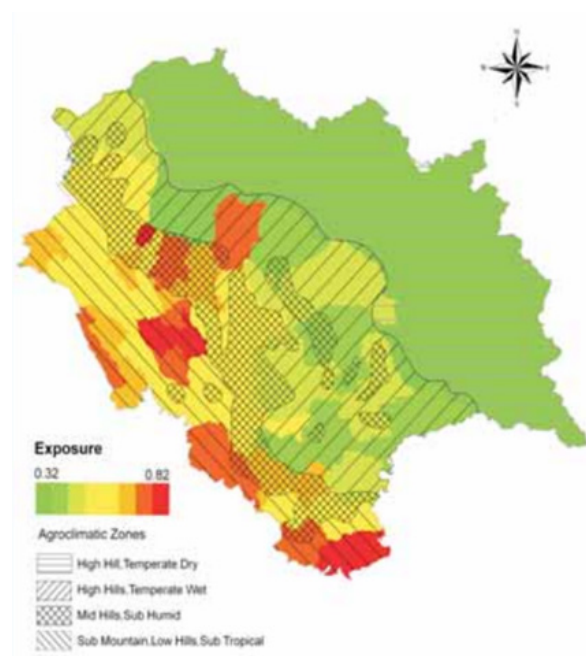 Exposure
0.32 0.82
Agroclimatic Zones
High Hill,Temperate Dry
High Hills,Temperate Wet
Mid Hills,Sub Humid
Sub Mountain,Low Hills,Sub Tropical